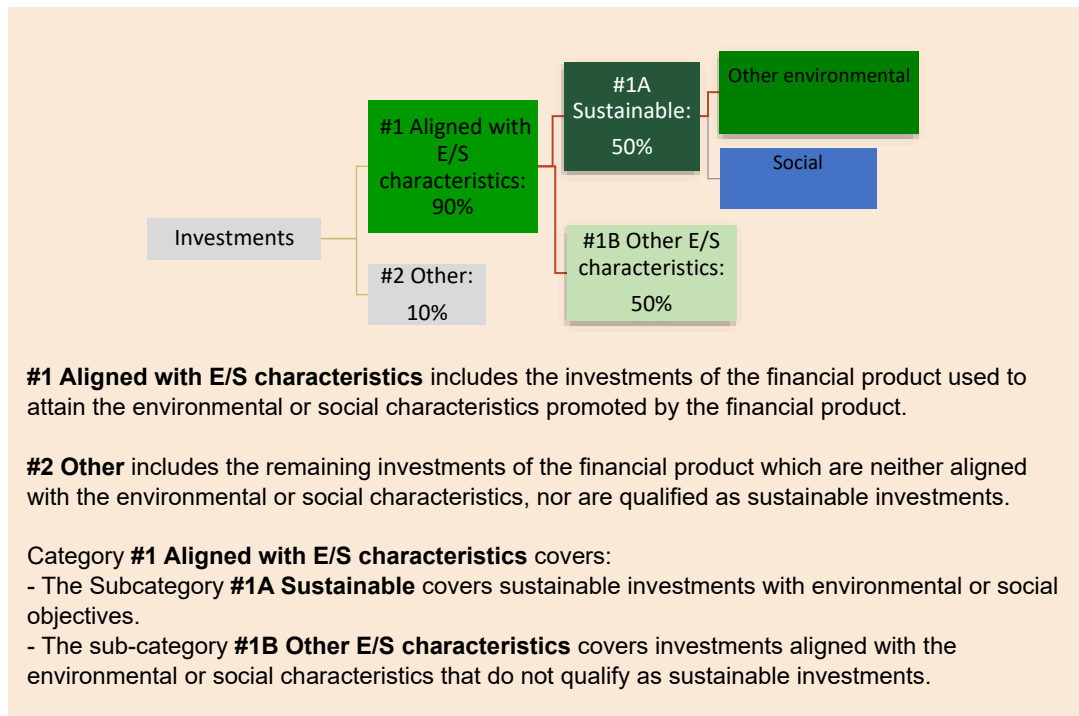 #1 Aligned with
E/S
characteristics:
90%
#1A
Sustainable:
50%
Other environmental
Social
Investments
#2 Other:
10%
#1B Other E/S
characteristics:
50%
#1 Aligned with E/S characteristics includes the investments of the financial product used to
attain the environmental or social characteristics promoted by the financial product.
#2 Other includes the remaining investments of the financial product which are neither aligned
with the environmental or social characteristics, nor are qualified as sustainable investments.
Category #1 Aligned with E/S characteristics covers:
- The Subcategory #1A Sustainable covers sustainable investments with environmental or social
objectives.
- The sub-category #1B Other E/S characteristics covers investments aligned with the
environmental or social characteristics that do not qualify as sustainable investments.